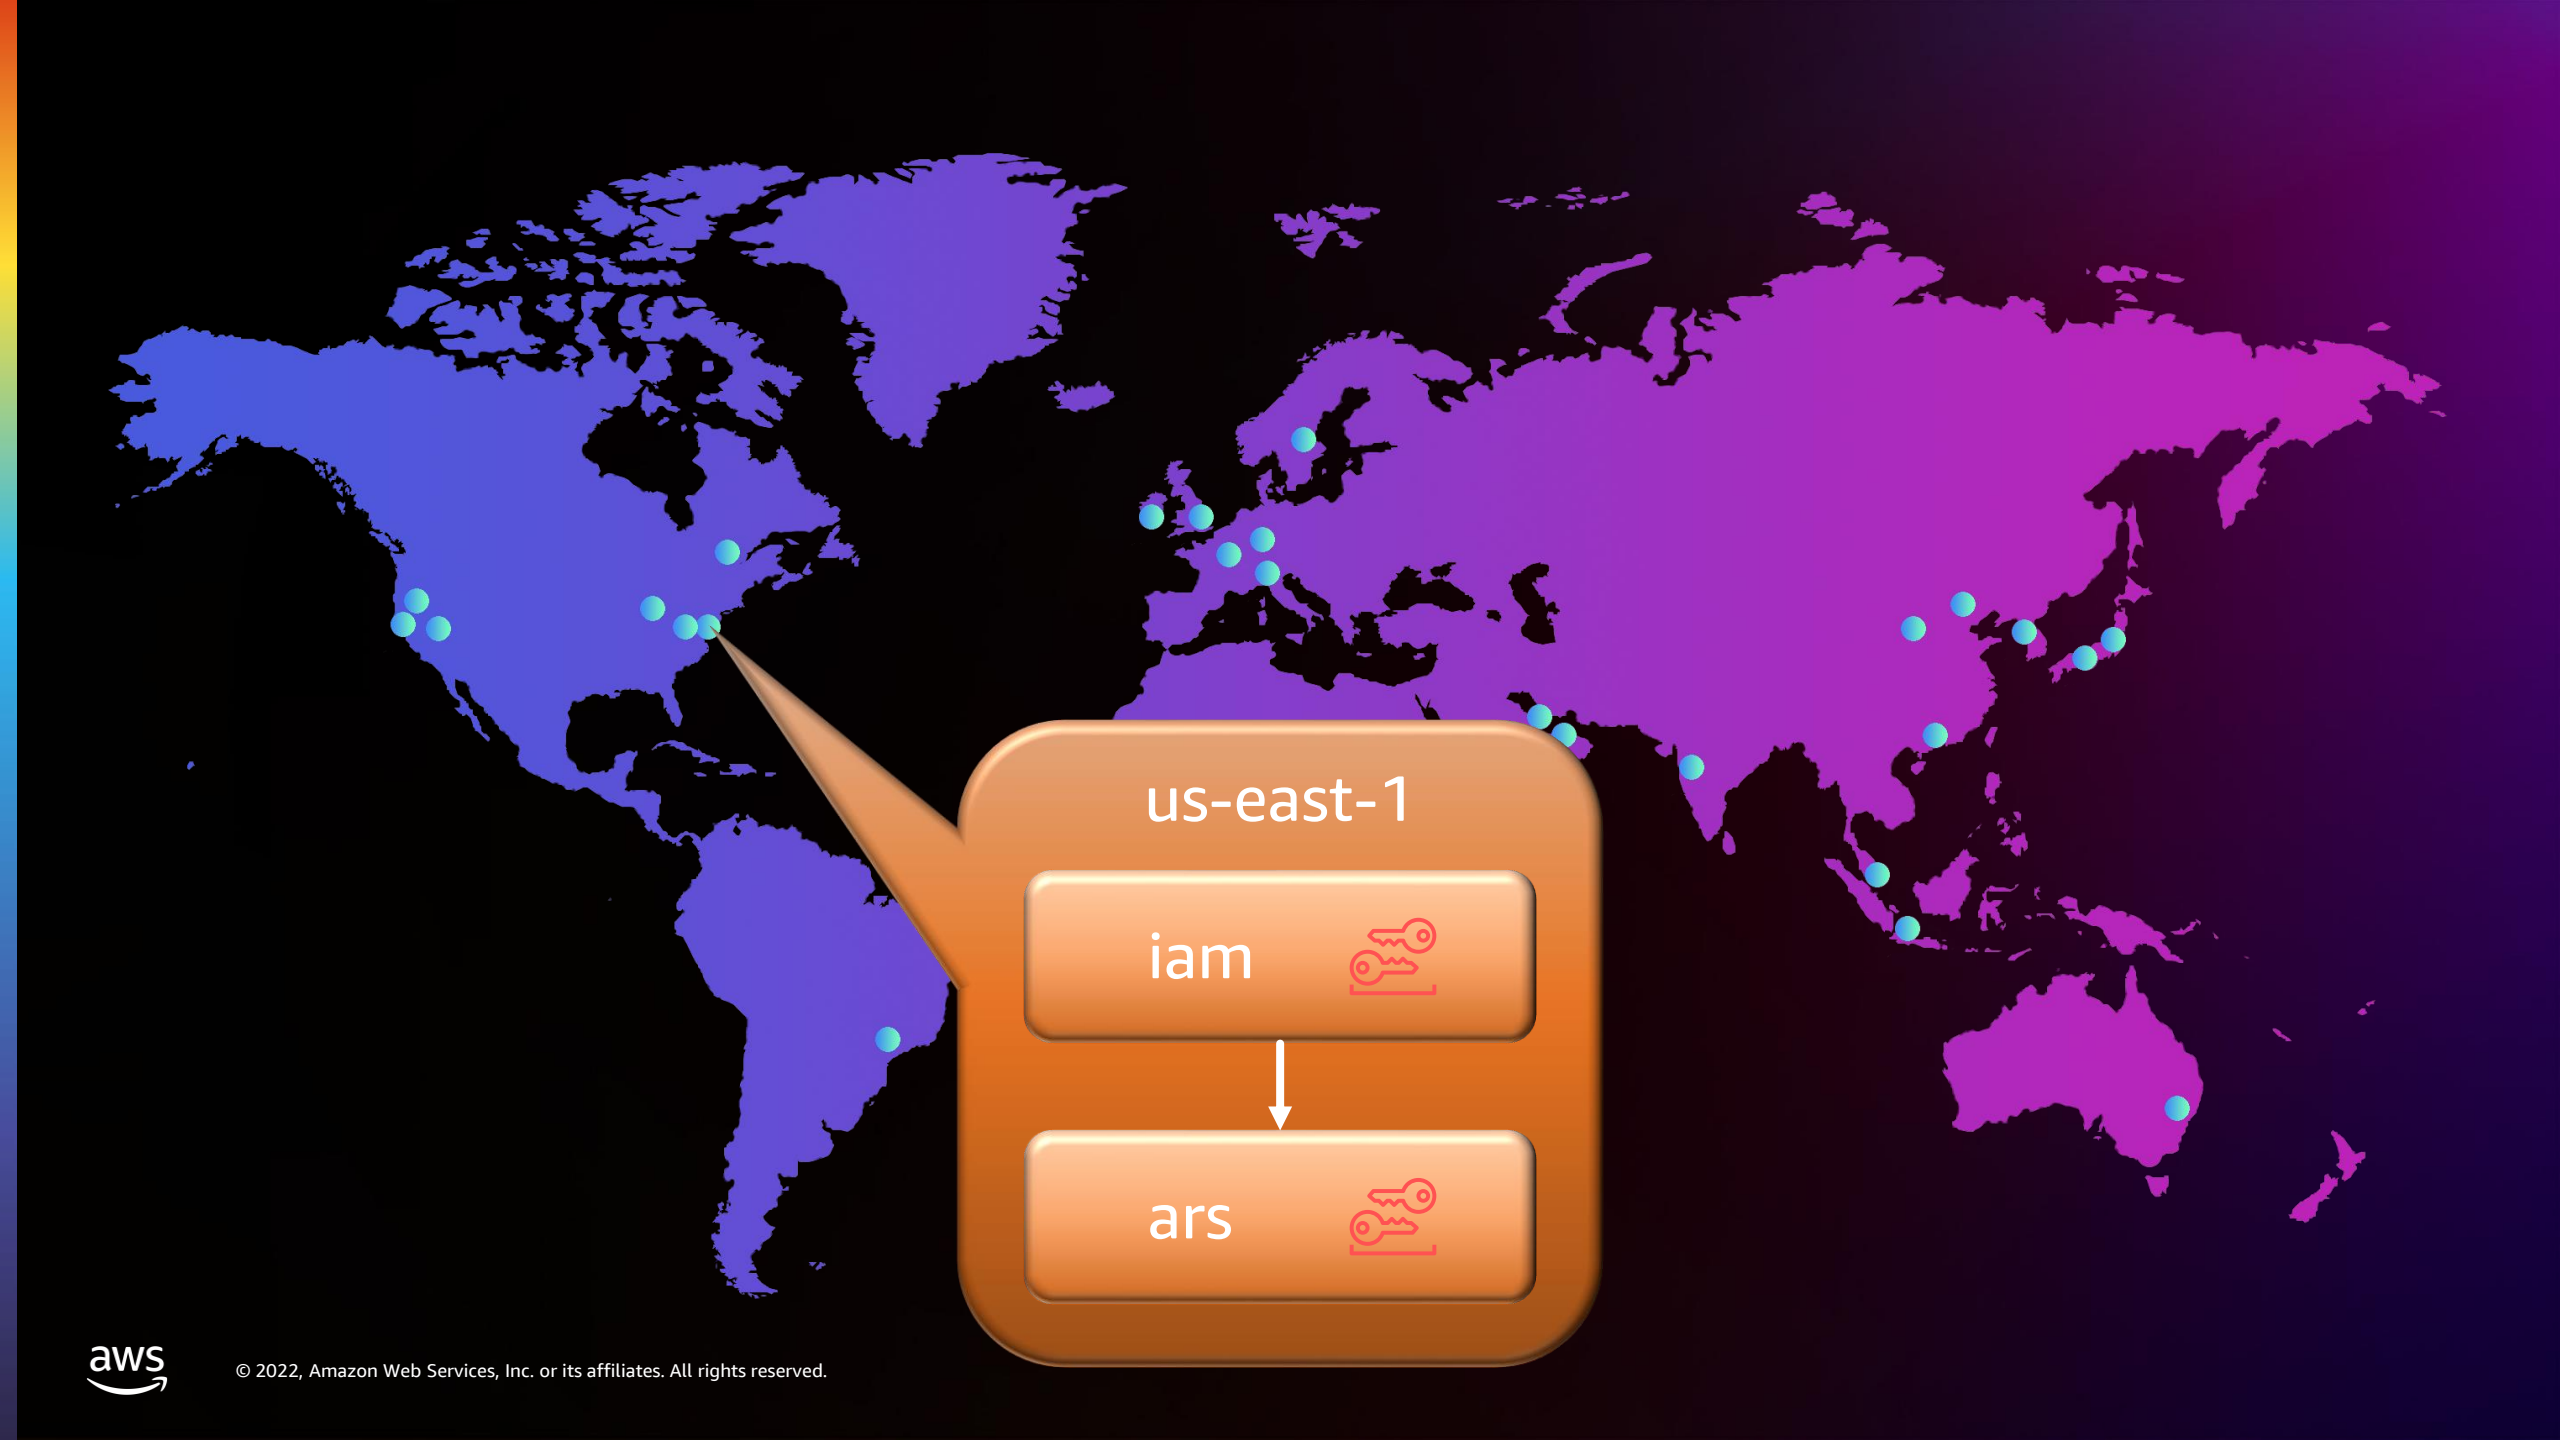 us-east-1
iam
ars
aws
© 2022, Amazon Web Services, Inc. or its affiliates. All rights reserved.